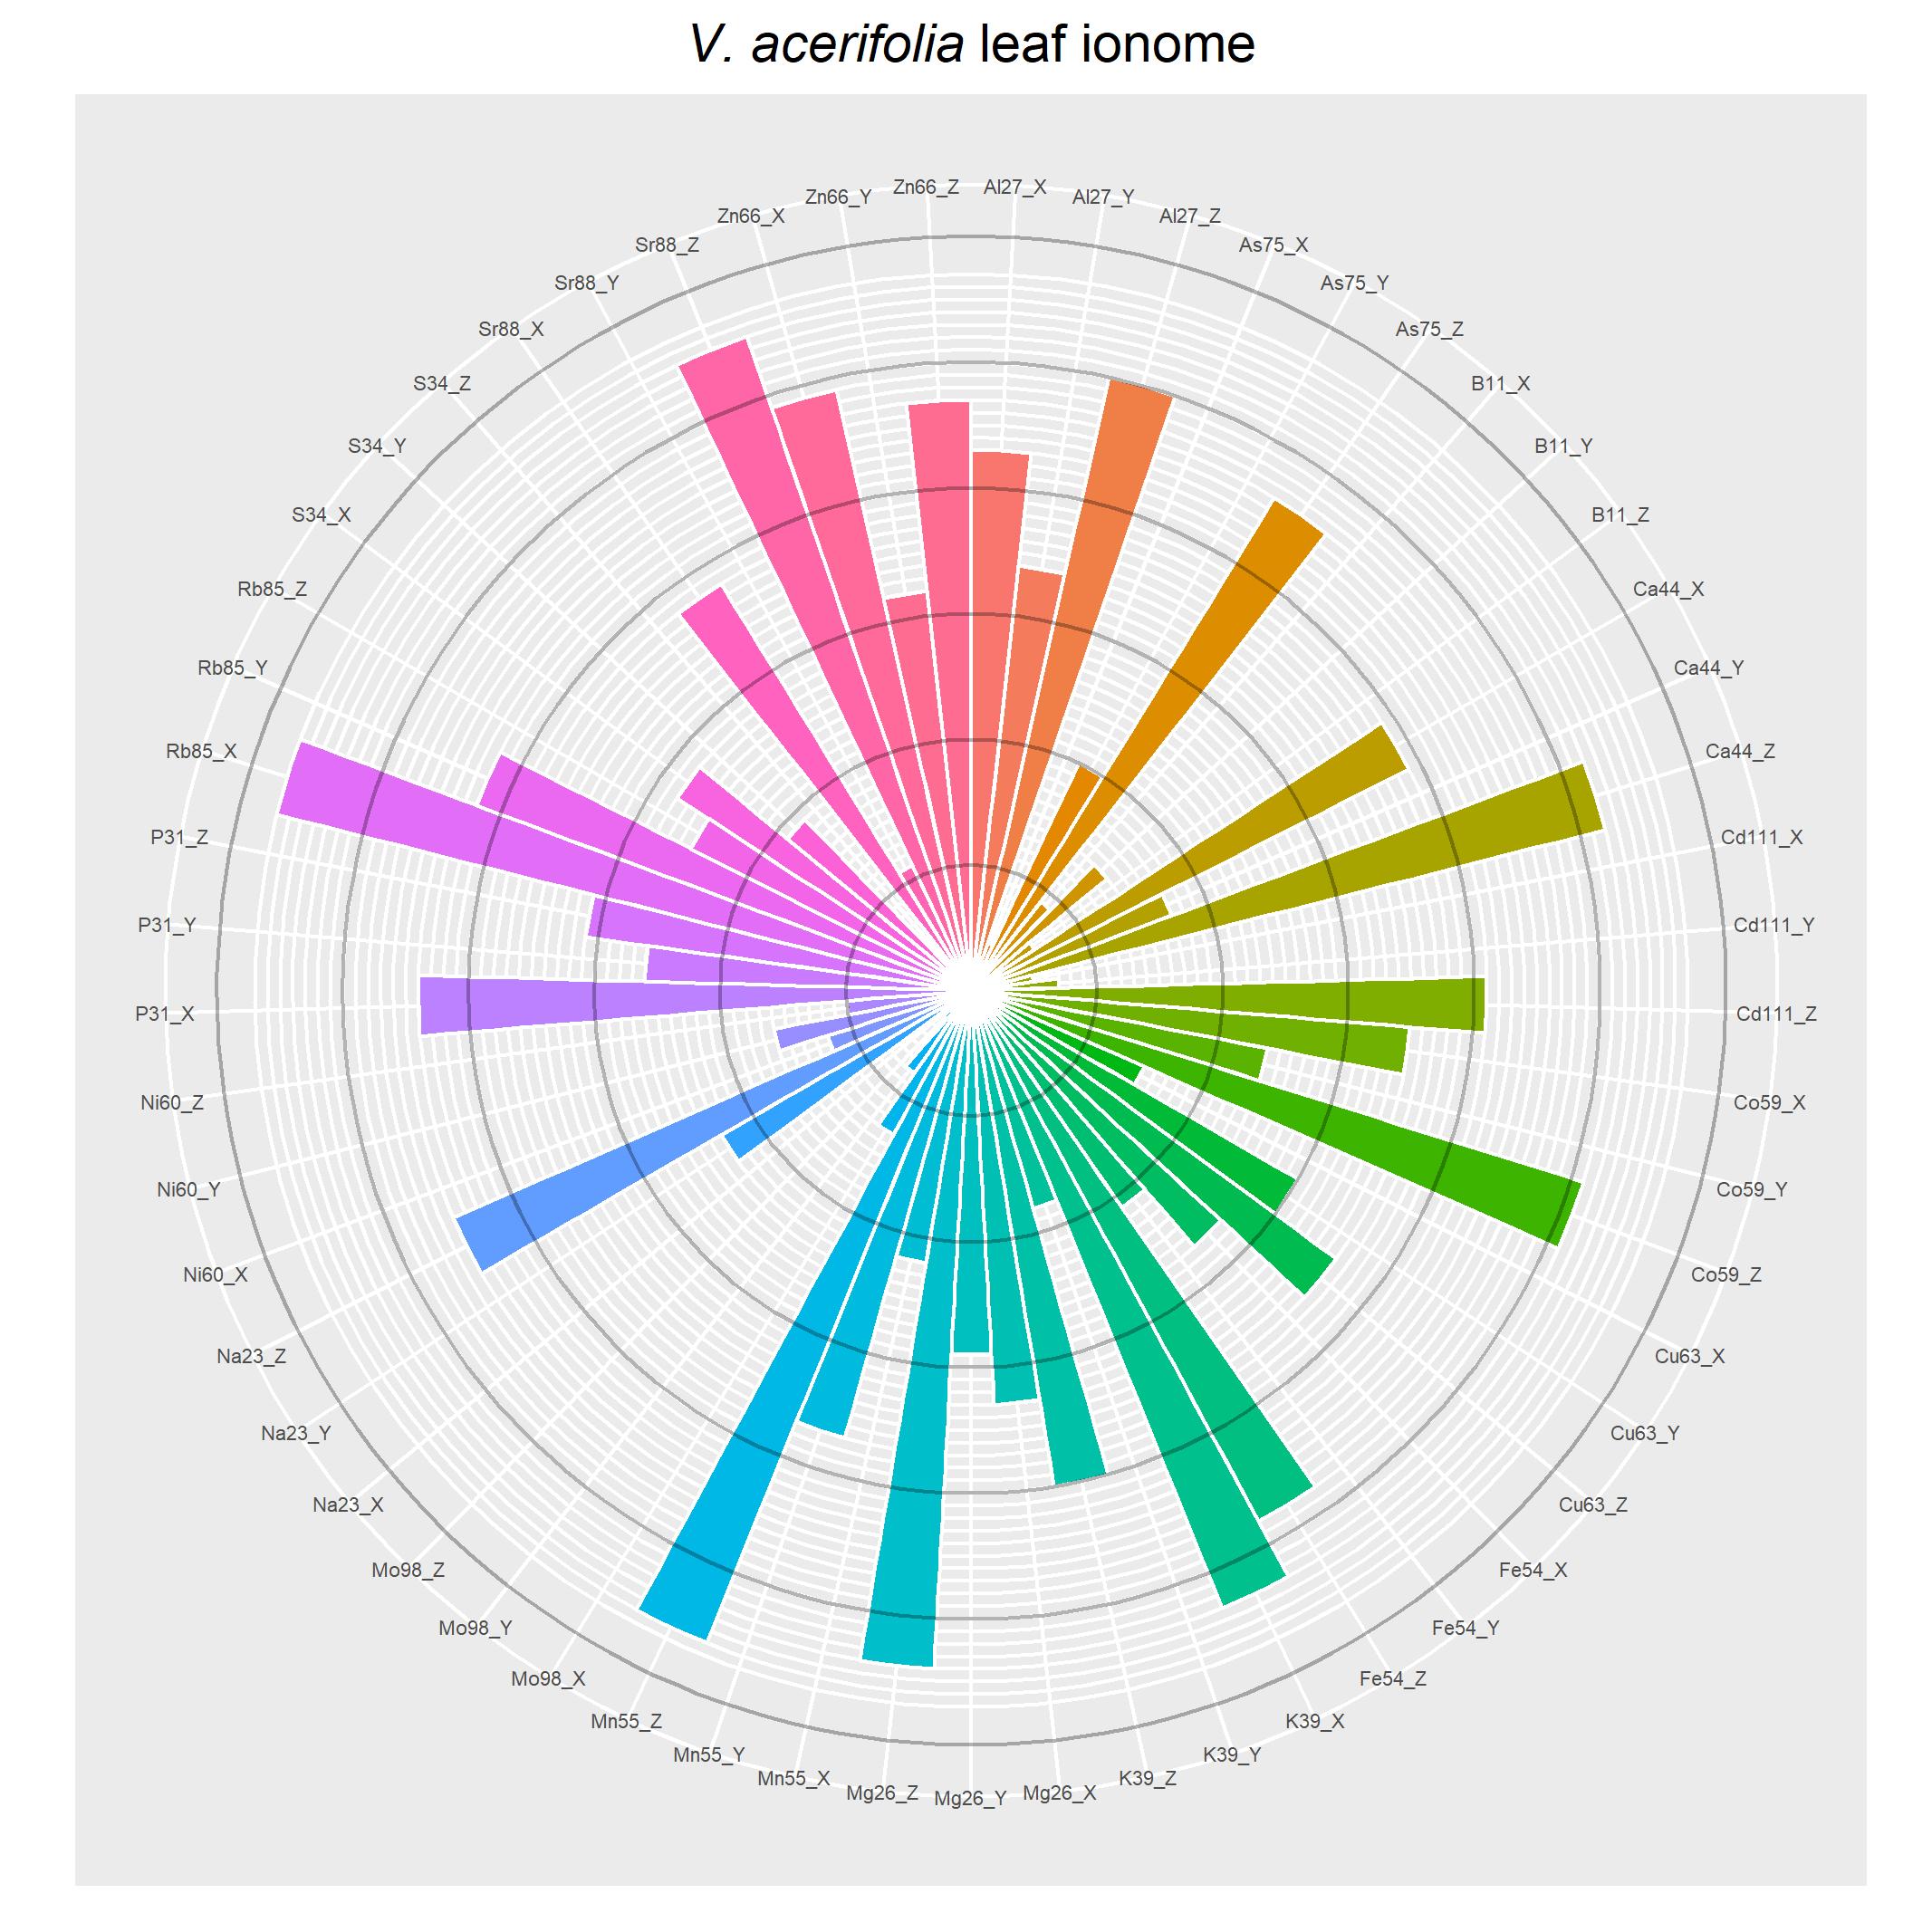 V. acerifolia leaf ionome
Al27_X
Al27_Y
Al27_Z
As75_X
As75_Y
As75_Z
B11_X
B11_Y
B11_Z
Ca44_X
Ca44_Y
Ca44_Z
Cd111_X
Cd111_Y
Cd111_Z
Co59_X
Co59_Y
Co59_Z
Cu63_X
Cu63_Y
Cu63_Z
Fe54_X
Fe54_Y
Fe54_Z
K39_X
K39_Y
K39_Z
Mg26_X
Mg26_Y
Mg26_Z
Mn55_X
Mn55_Y
Mn55_Z
Mo98_X
Mo98_Y
Mo98_Z
Na23_X
Na23_Y
Na23_Z
Ni60_X
Ni60_Y
Ni60_Z
P31_X
P31_Y
P31_Z
Rb85_X
Rb85_Y
Rb85_Z
S34_X
S34_Y
S34_Z
Sr88_X
Sr88_Y
Sr88_Z
Zn66_X
Zn66_Y
Zn66_Z